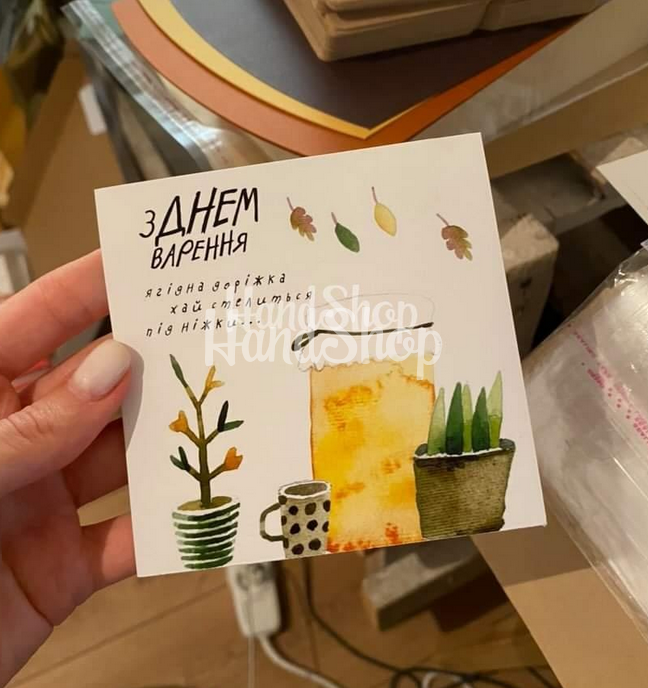 З ДНЕМ
ВАРЕННЯ
ягідна доріжка
хай стелиться
під ніжки...
HandShop
HandShop